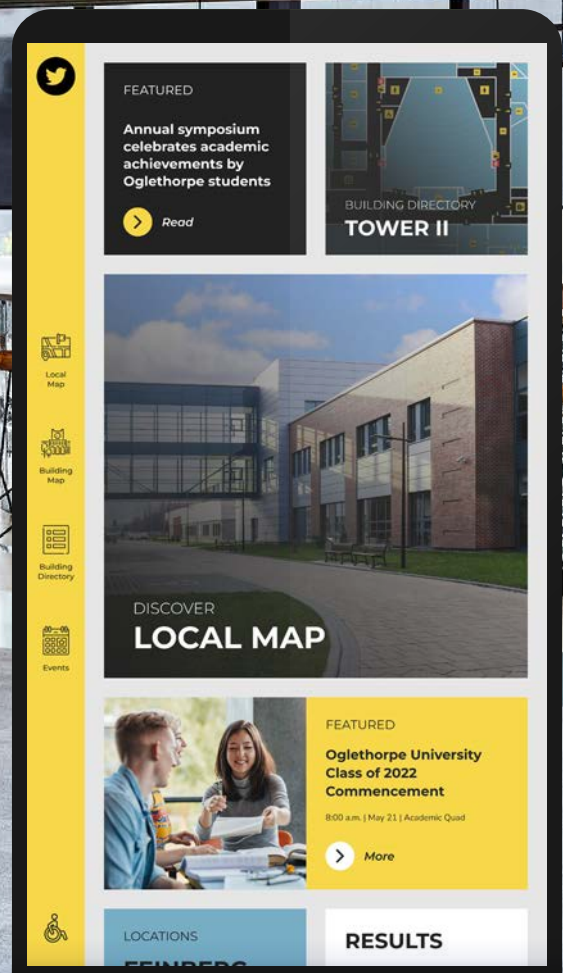 FEATURED
Annual symposium
celebrates academic
achievements by
Oglethorpe students
Read
BUILDING DIRECTORY
TOWER II
Local
Map
Building
Map
Building
Directory
Events
DISCOVER
LOCAL MAP
FEATURED
Oglethorpe University
Class of 2022
Commencement
8:00 a.m. | May 21 | Academic Quad
More
LOCATIONS
FEINBERG
RESULTS